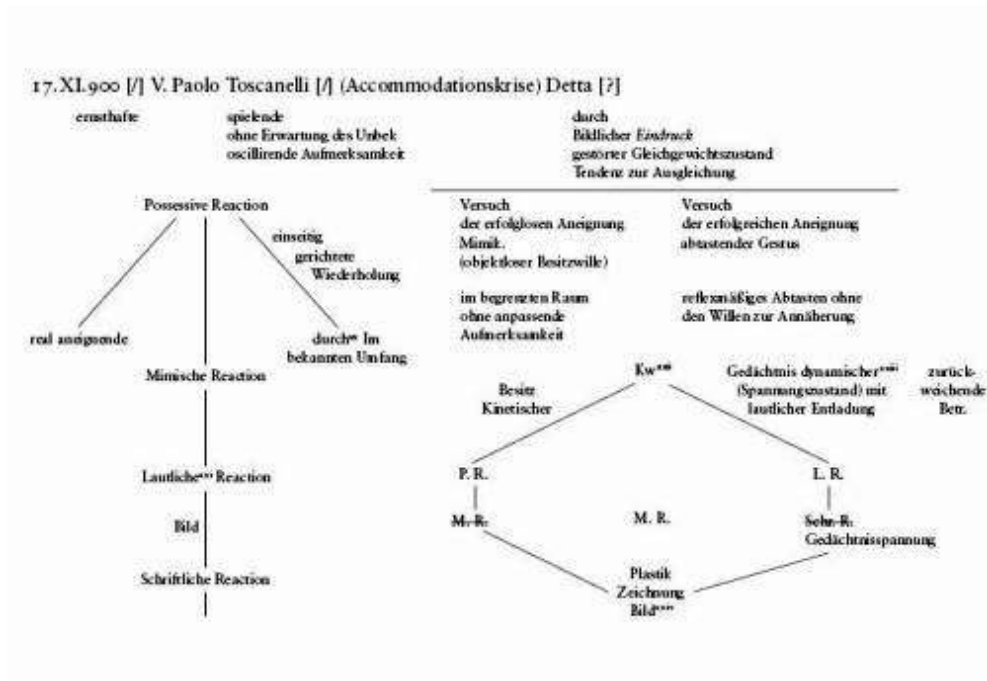 17.XI.900 [/] V. Paolo Toscanelli [/] (Accommodationskrise) Detta [?]
ernsthafte
spielende
ohne Erwartung des Unbek
oscillirende Aufmerksamkeit
durch
Bildlicher Eindruck
gestörter Gleichgewichtszustand
Tendenz zur Ausgleichung
Possessive Reaction
einseitig
gerichtete
Wiederholung
real aneignende
durch Im
bekannten Umfang
Mimische Reaction
Lautliche Reaction
Bild
Schriftliche Reaction
Versuch
der erfolglosen Aneignung
Mimik.
(objektloser Besitzwille)
im begrenzten Raum
ohne anpassende
Aufmerksamkeit
Versuch
der erfolgreichen Aneignung
abtastender Gestus
reflexmäßiges Abtasten ohne
den Willen zur Annäherung
Kw
Besitz
Kinetischer
Gedächtnis dynamischer
(Spannungszustand) mit
lautlicher Entladung
zurück-
weichende
Betr.
P. R.
L. R.
M. R.
M. R.
Schr. R.
Gedächtnisspannung
Plastik
Zeichnung
Bild